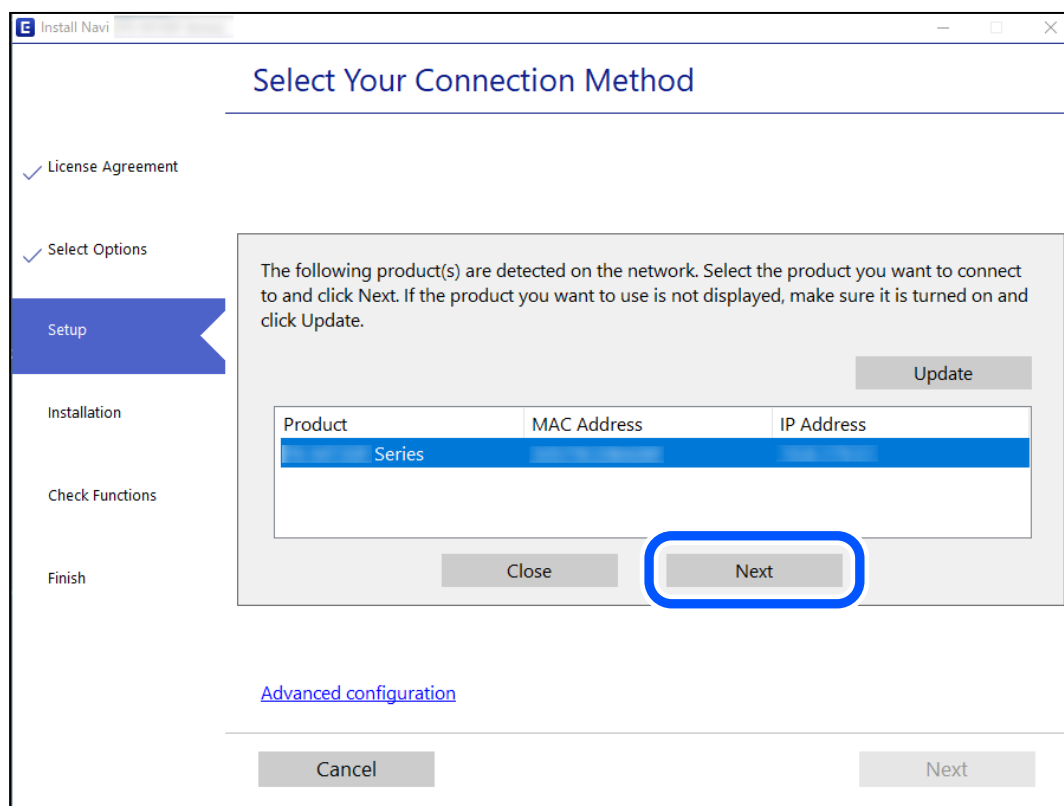 E Install Navi
Select Your Connection Method
License Agreement
Select Options
Setup
Installation
Check Functions
Finish
The following product(s) are detected on the network. Select the product you want to connect
to and click Next. If the product you want to use is not displayed, make sure it is turned on and
click Update.
Update
Product MAC Address IP Address
Series
Close Next
Advanced configuration
Cancel Next